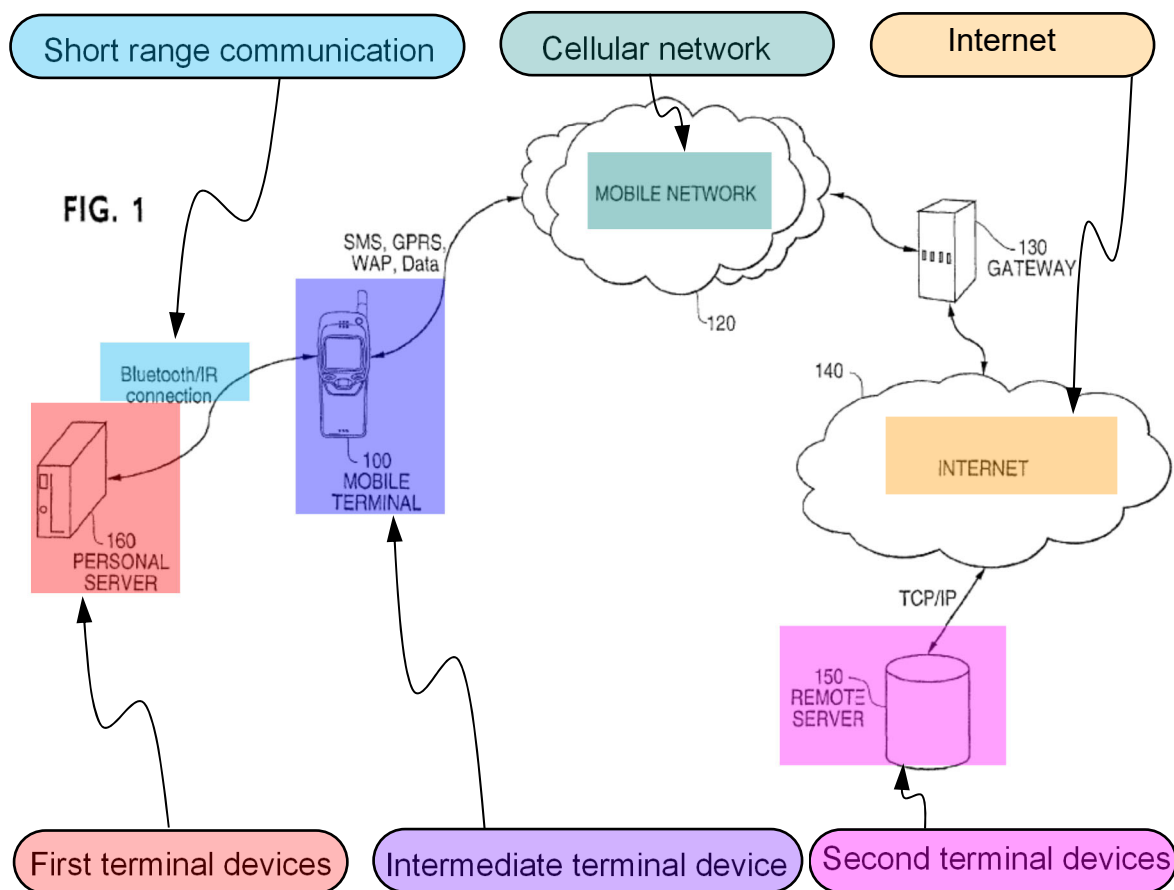 Short range communication
Cellular network
Internet
FIG. 1
MOBILE NETWORK
SMS, GPRS,
WAP, Data
130
GATEWAY
120
Bluetooth/IR
connection
140
100
MOBILE
TERMINAL
INTERNET
160
PERSONAL
SERVER
TCP/IP
150
REMOTE
SERVER
First terminal devices
Intermediate terminal device
Second terminal devices